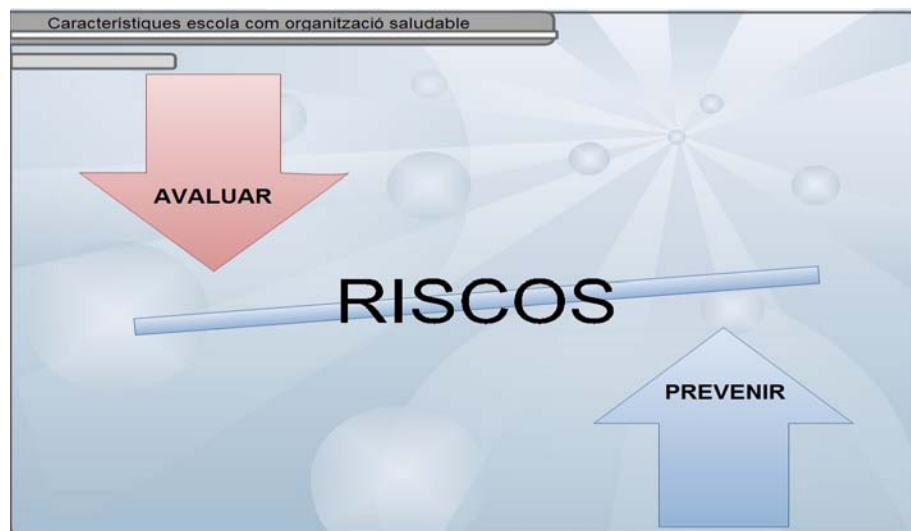 Característiques escola com organització saludable
AVALUAR
RISCOS
PREVENIR